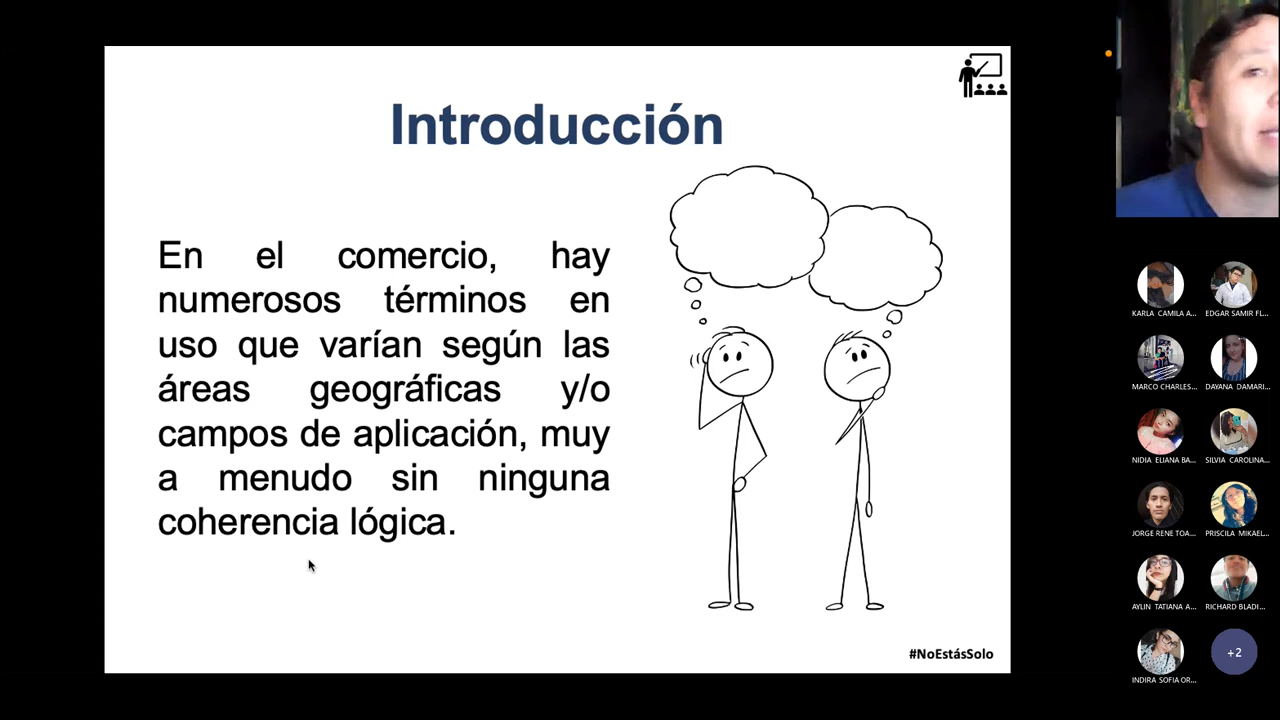 Introducción
En el comercio, hay
numerosos términos en
uso que varían según las
áreas geográficas y/o
campos de aplicación, muy
a menudo sin ninguna
coherencia lógica.
#NoEstásSolo
KARLA CAMILA A...
EDGAR SAMIR FL...
MARCO CHARLES...
DAYANA DAMARI...
NIDIA ELIANA BA...
SILVIA CAROLINA...
JORGE RENE TOA...
PRISCILA MIKAEL...
AYLIN TATIANA A...
RICHARD BLADI...
INDIRA SOFIA OR...
+2